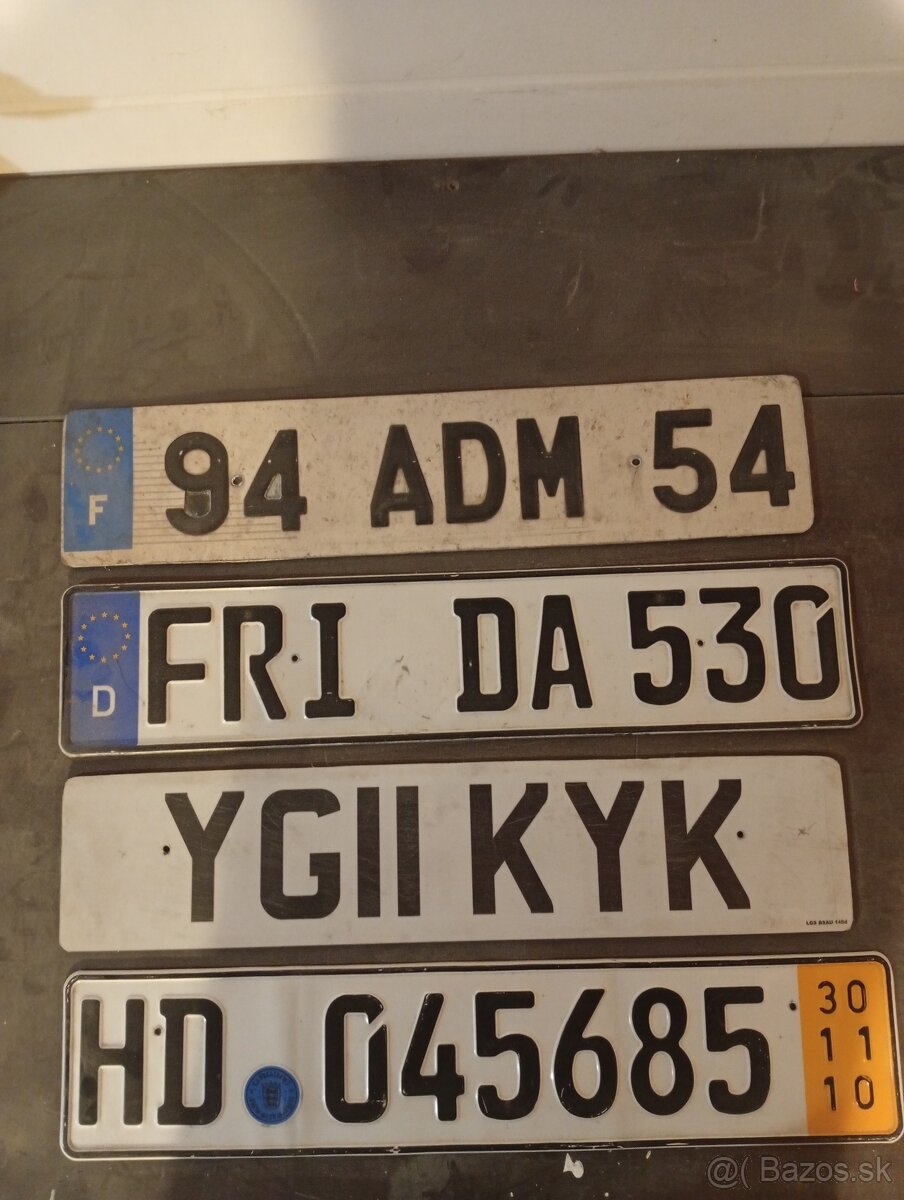 94 ADM 54
F
FRI DA 530
D
YG11 KYK
HD 045685
30
11
10
@( Bazos.sk